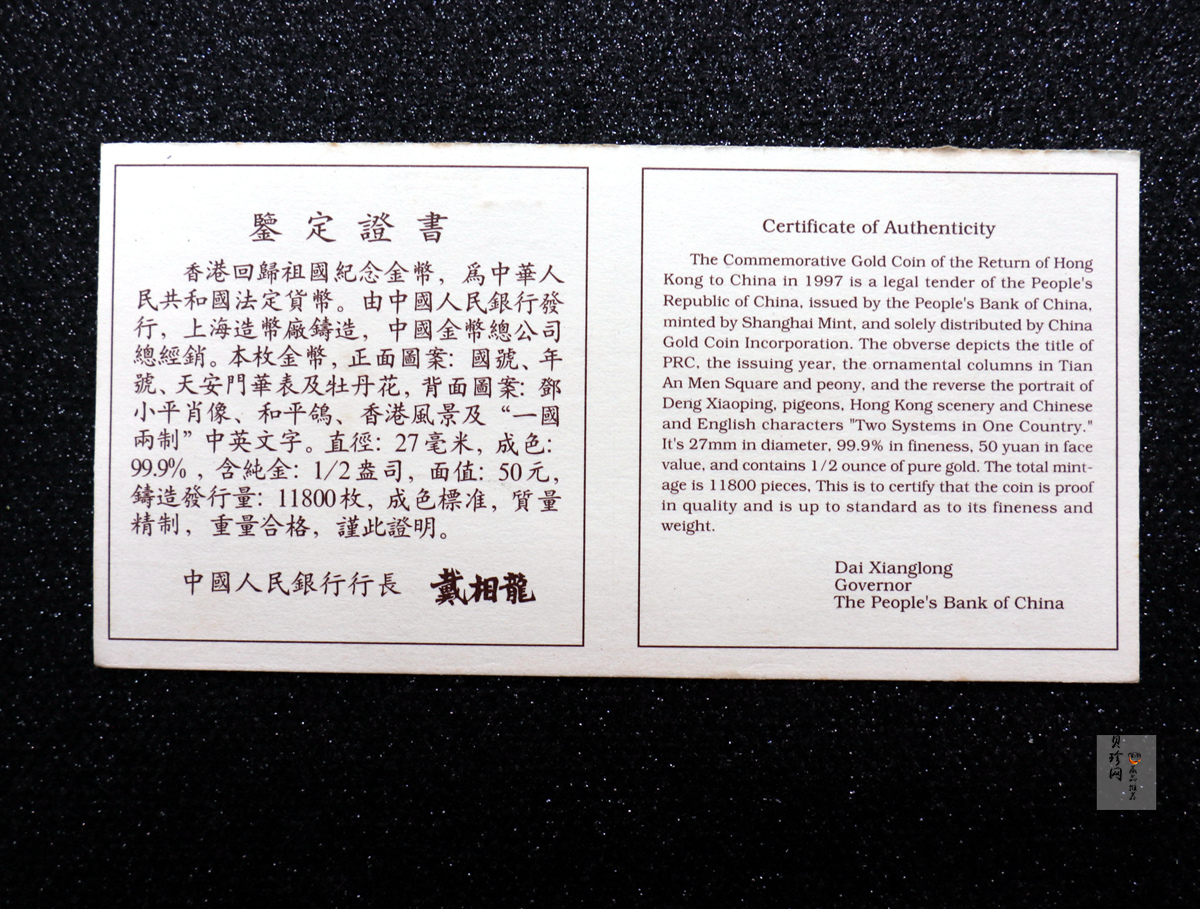 鑒定證書
香港回歸祖國紀念金幣，爲中華人
民共和國法定貨幣。由中國人民銀行發
行，上海造幣廠鑄造，中國金幣總公司
總經銷。本枚金幣，正面圖案：國號、年
號、天安門華表及牡丹花，背面圖案：鄧
小平肖像、和平鴿、香港風景及“一國
兩制”中英文字。直徑：27毫米，成色：
99.9%，含純金：1/2盎司，面值：50元，
鑄造發行量：11800枚，成色標准，質量
精制，重量合格，謹此證明。
中國人民銀行行長 戴相龍
Certificate of Authenticity
The Commemorative Gold Coin of the Return of Hong
Kong to China in 1997 is a legal tender of the People's
Republic of China, issued by the People's Bank of China,
minted by Shanghai Mint, and solely distributed by China
Gold Coin Incorporation. The obverse depicts the title of
PRC, the issuing year, the ornamental columns in Tian
An Men Square and peony, and the reverse the portrait of
Deng Xiaoping, pigeons, Hong Kong scenery and Chinese
and English characters "Two Systems in One Country."
It's 27mm in diameter, 99.9% in fineness, 50 yuan in face
value, and contains 1/2 ounce of pure gold. The total mint-
age is 11800 pieces, This is to certify that the coin is proof
in quality and is up to standard as to its fineness and
weight.
Dai Xianglong
Governor
The People's Bank of China
贝珍网